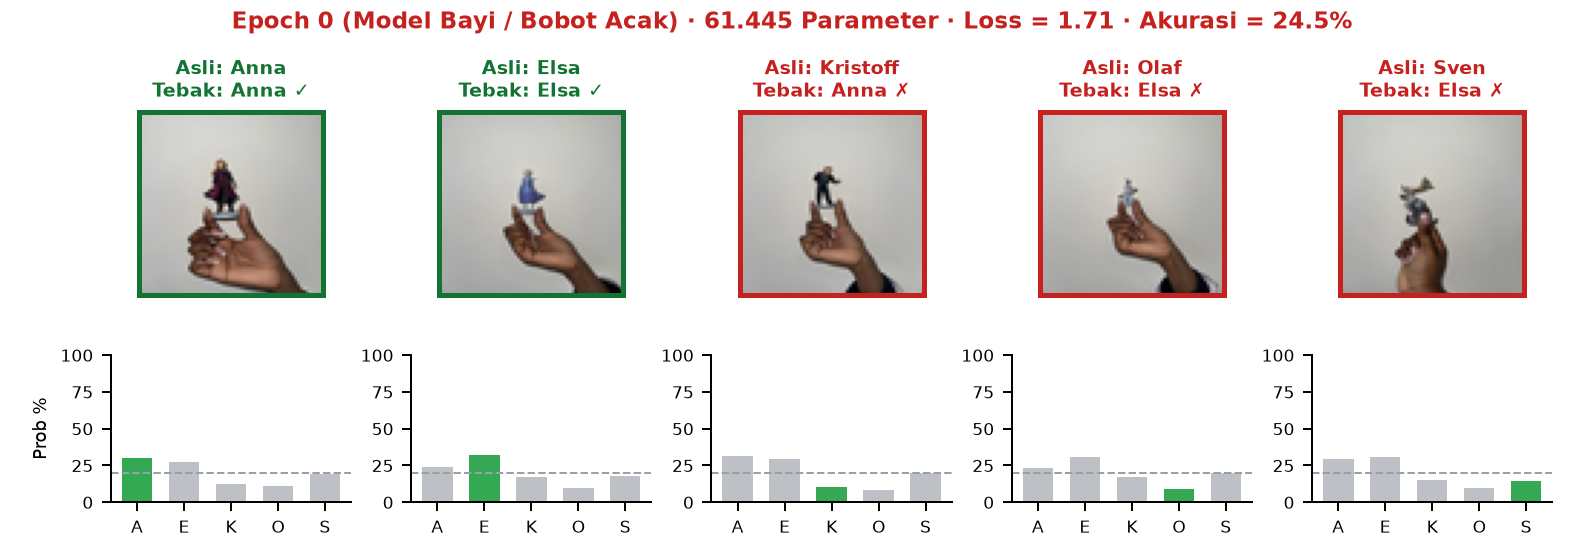 Epoch 0 (Model Bayi / Bobot Acak) · 61.445 Parameter · Loss = 1.71 · Akurasi = 24.5%
Asli: Anna
Tebak: Anna ✓
Asli: Elsa
Tebak: Elsa ✓
Asli: Kristoff
Tebak: Anna ✗
Asli: Olaf
Tebak: Elsa ✗
Asli: Sven
Tebak: Elsa ✗
Prob %
100
75
50
25
0
A E K O S
100
75
50
25
0
A E K O S
100
75
50
25
0
A E K O S
100
75
50
25
0
A E K O S
100
75
50
25
0
A E K O S